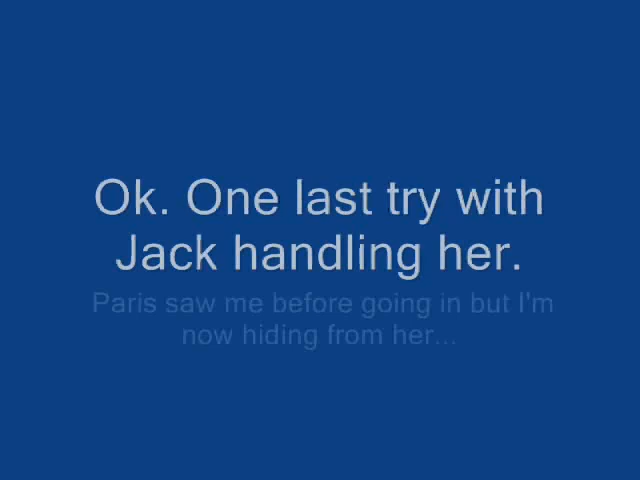 Ok. One last try with
Jack handling her.
Paris saw me before going in but I'm
now hiding from her...